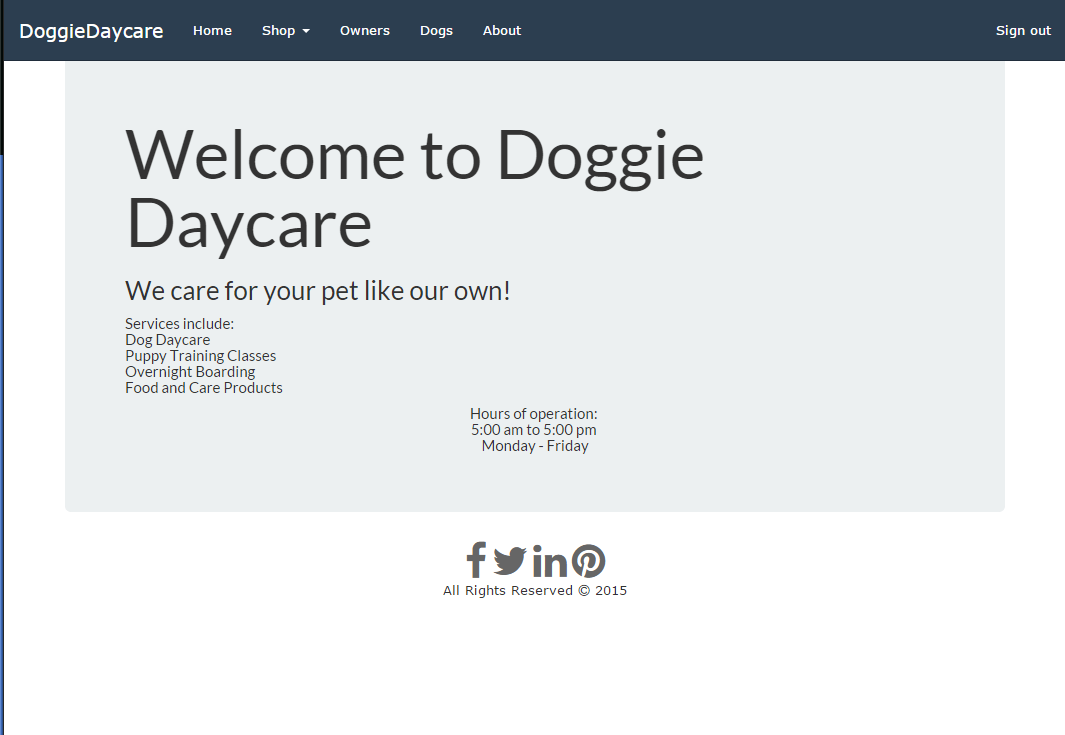 DoggieDaycare Home Shop Owners Dogs About Sign out
Welcome to Doggie
Daycare
We care for your pet like our own!
Services include:
Dog Daycare
Puppy Training Classes
Overnight Boarding
Food and Care Products
Hours of operation:
5:00 am to 5:00 pm
Monday - Friday
All Rights Reserved © 2015